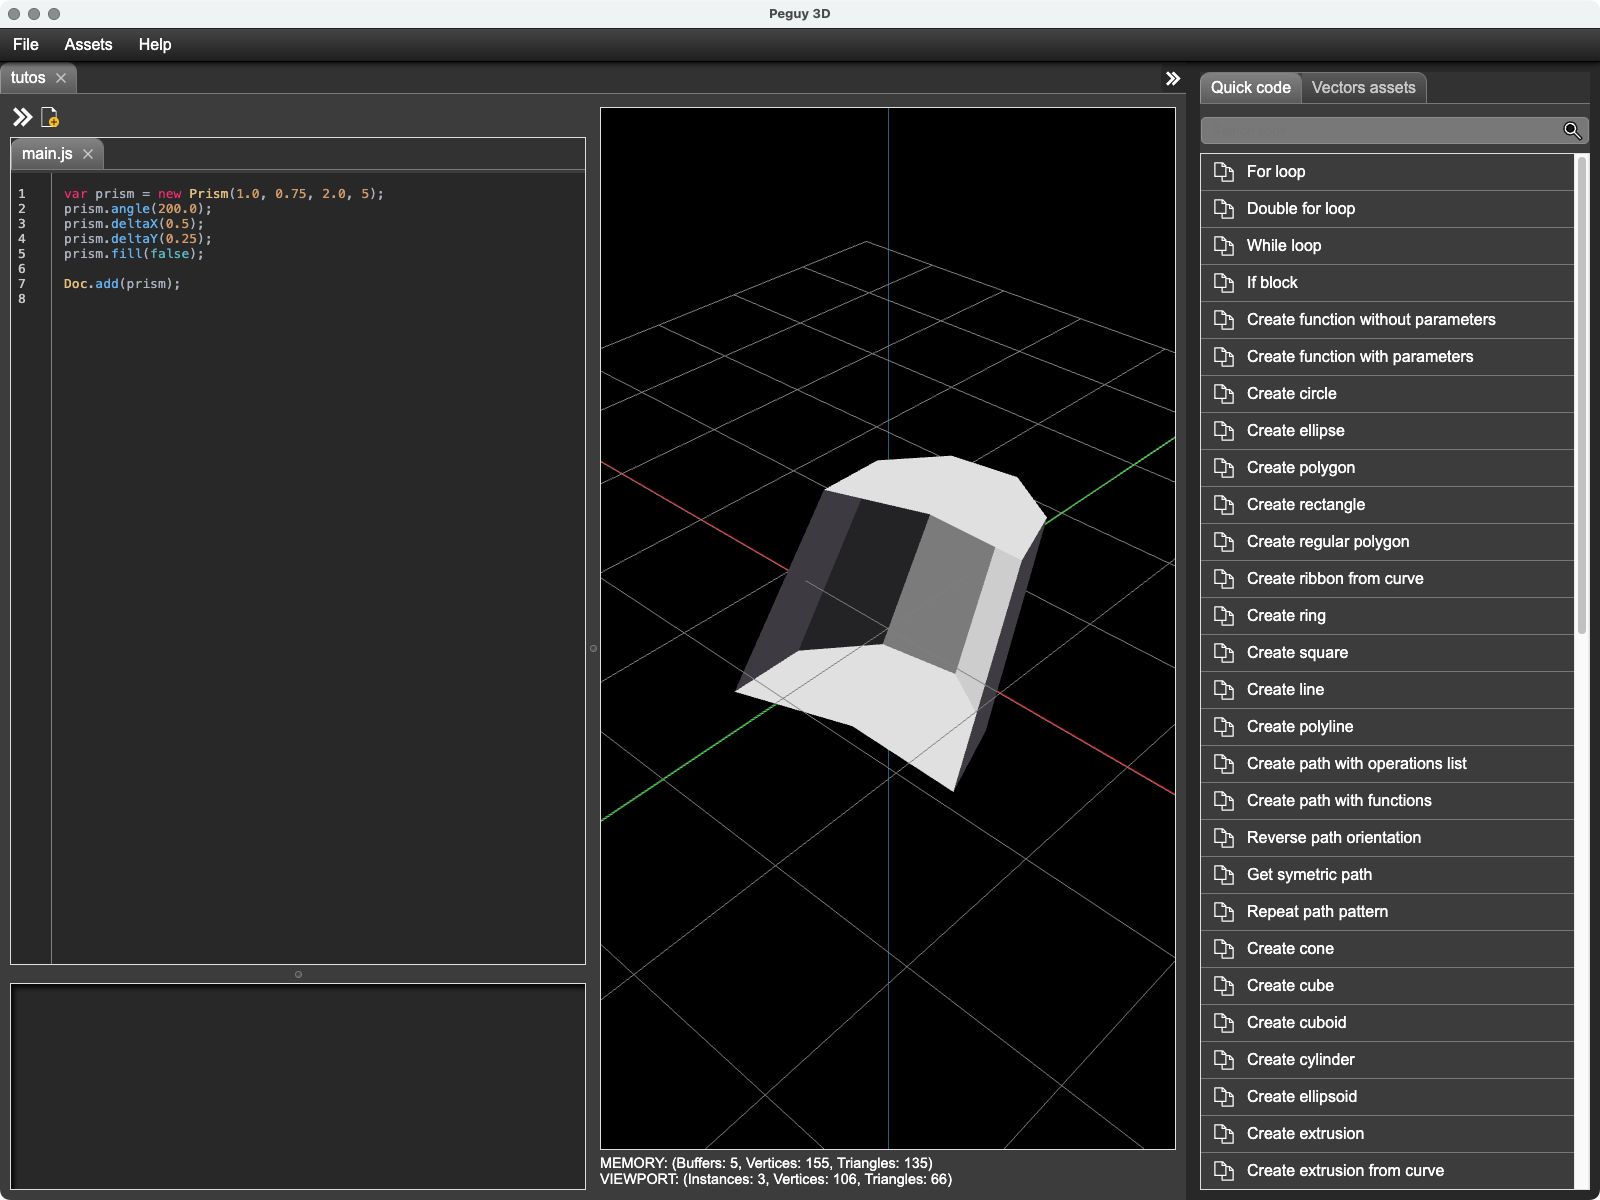 Peguy 3D
File Assets Help
tutos
main.js
1 var prism = new Prism(1.0, 0.75, 2.0, 5);
2 prism.angle(200.0);
3 prism.deltaX(0.5);
4 prism.deltaY(0.25);
5 prism.fill(false);
6
7 Doc.add(prism);
8
MEMORY: (Buffers: 5, Vertices: 155, Triangles: 135)
VIEWPORT: (Instances: 3, Vertices: 106, Triangles: 66)
Quick code Vectors assets
For loop
Double for loop
While loop
If block
Create function without parameters
Create function with parameters
Create circle
Create ellipse
Create polygon
Create rectangle
Create regular polygon
Create ribbon from curve
Create ring
Create square
Create line
Create polyline
Create path with operations list
Create path with functions
Reverse path orientation
Get symetric path
Repeat path pattern
Create cone
Create cube
Create cuboid
Create cylinder
Create ellipsoid
Create extrusion
Create extrusion from curve